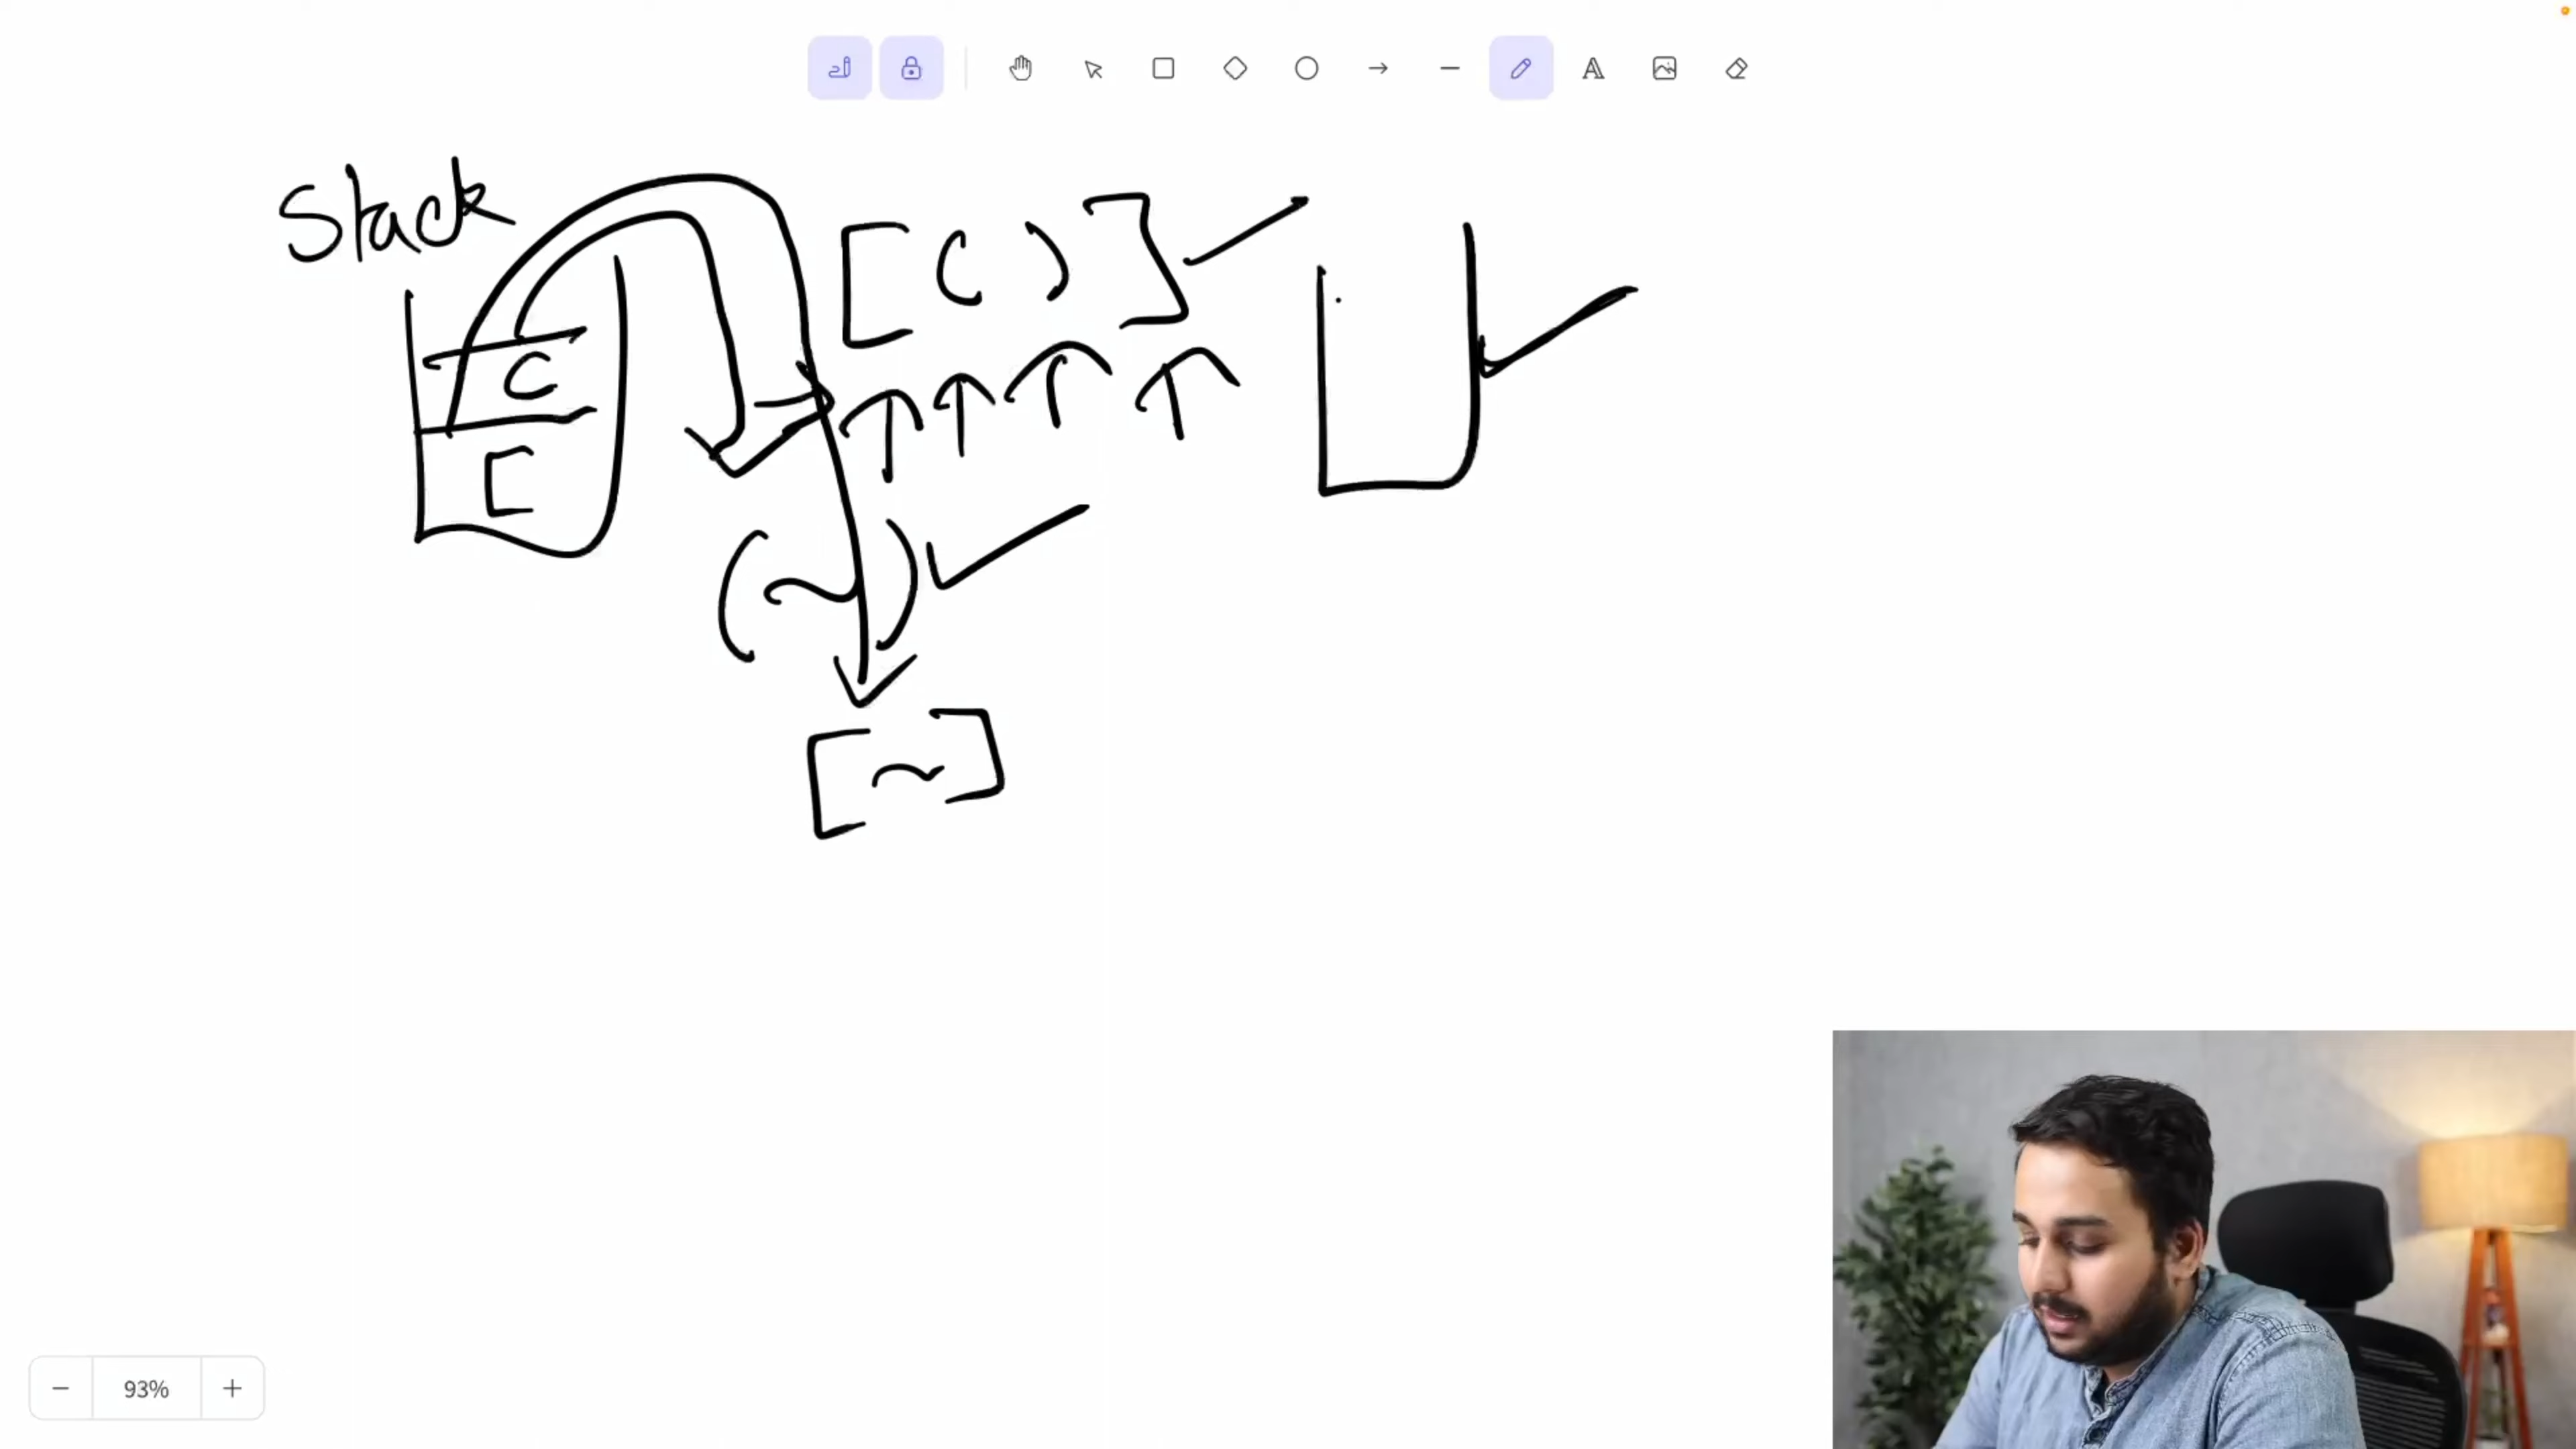 Stack
[ ( ) ]
(
[
( ~ )
[ ~ ]
93%